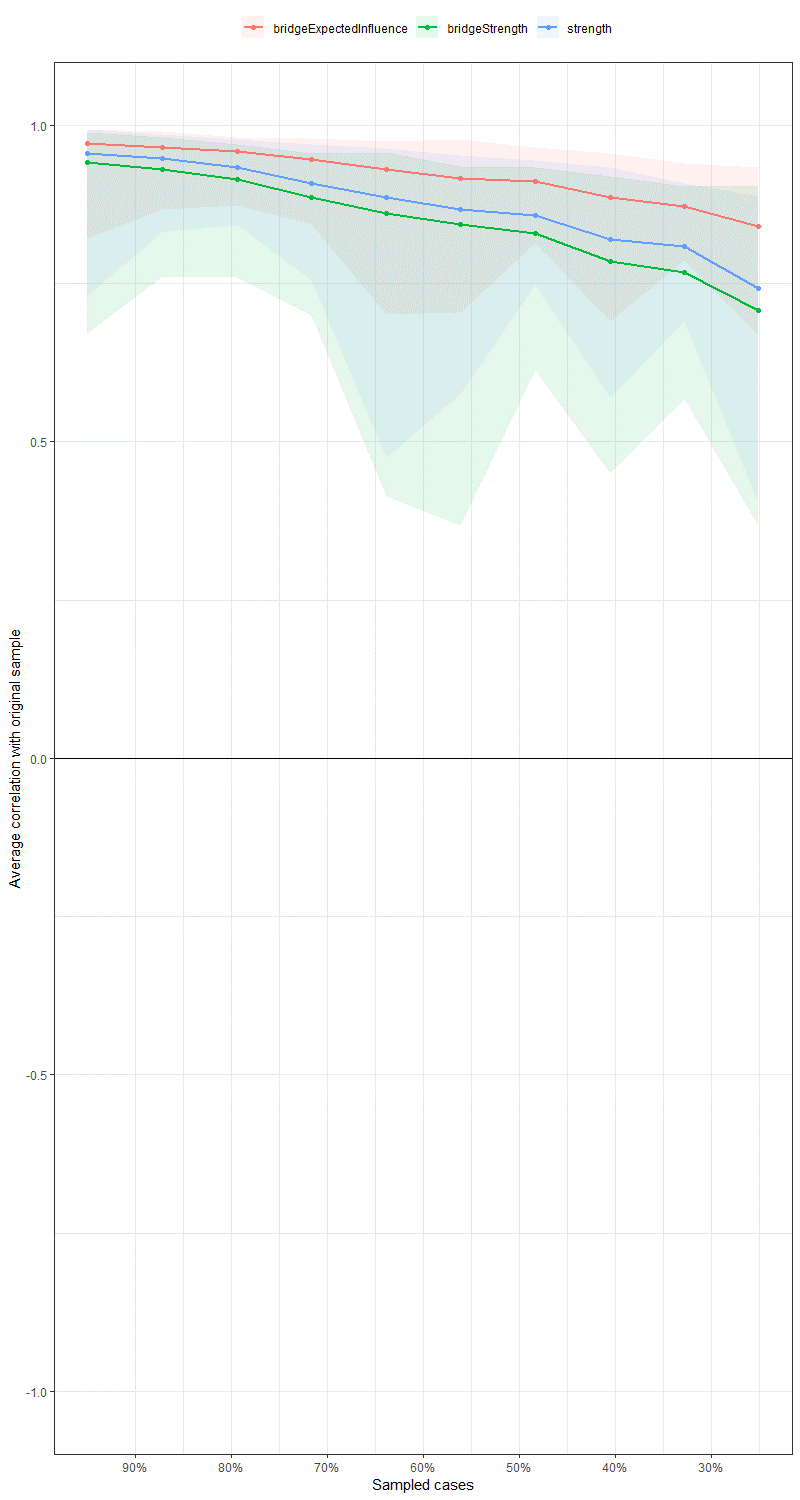 bridgeExpectedInfluence bridgeStrength strength
1.0
0.5
0.0
-0.5
-1.0
Average correlation with original sample
90% 80% 70% 60% 50% 40% 30%
Sampled cases